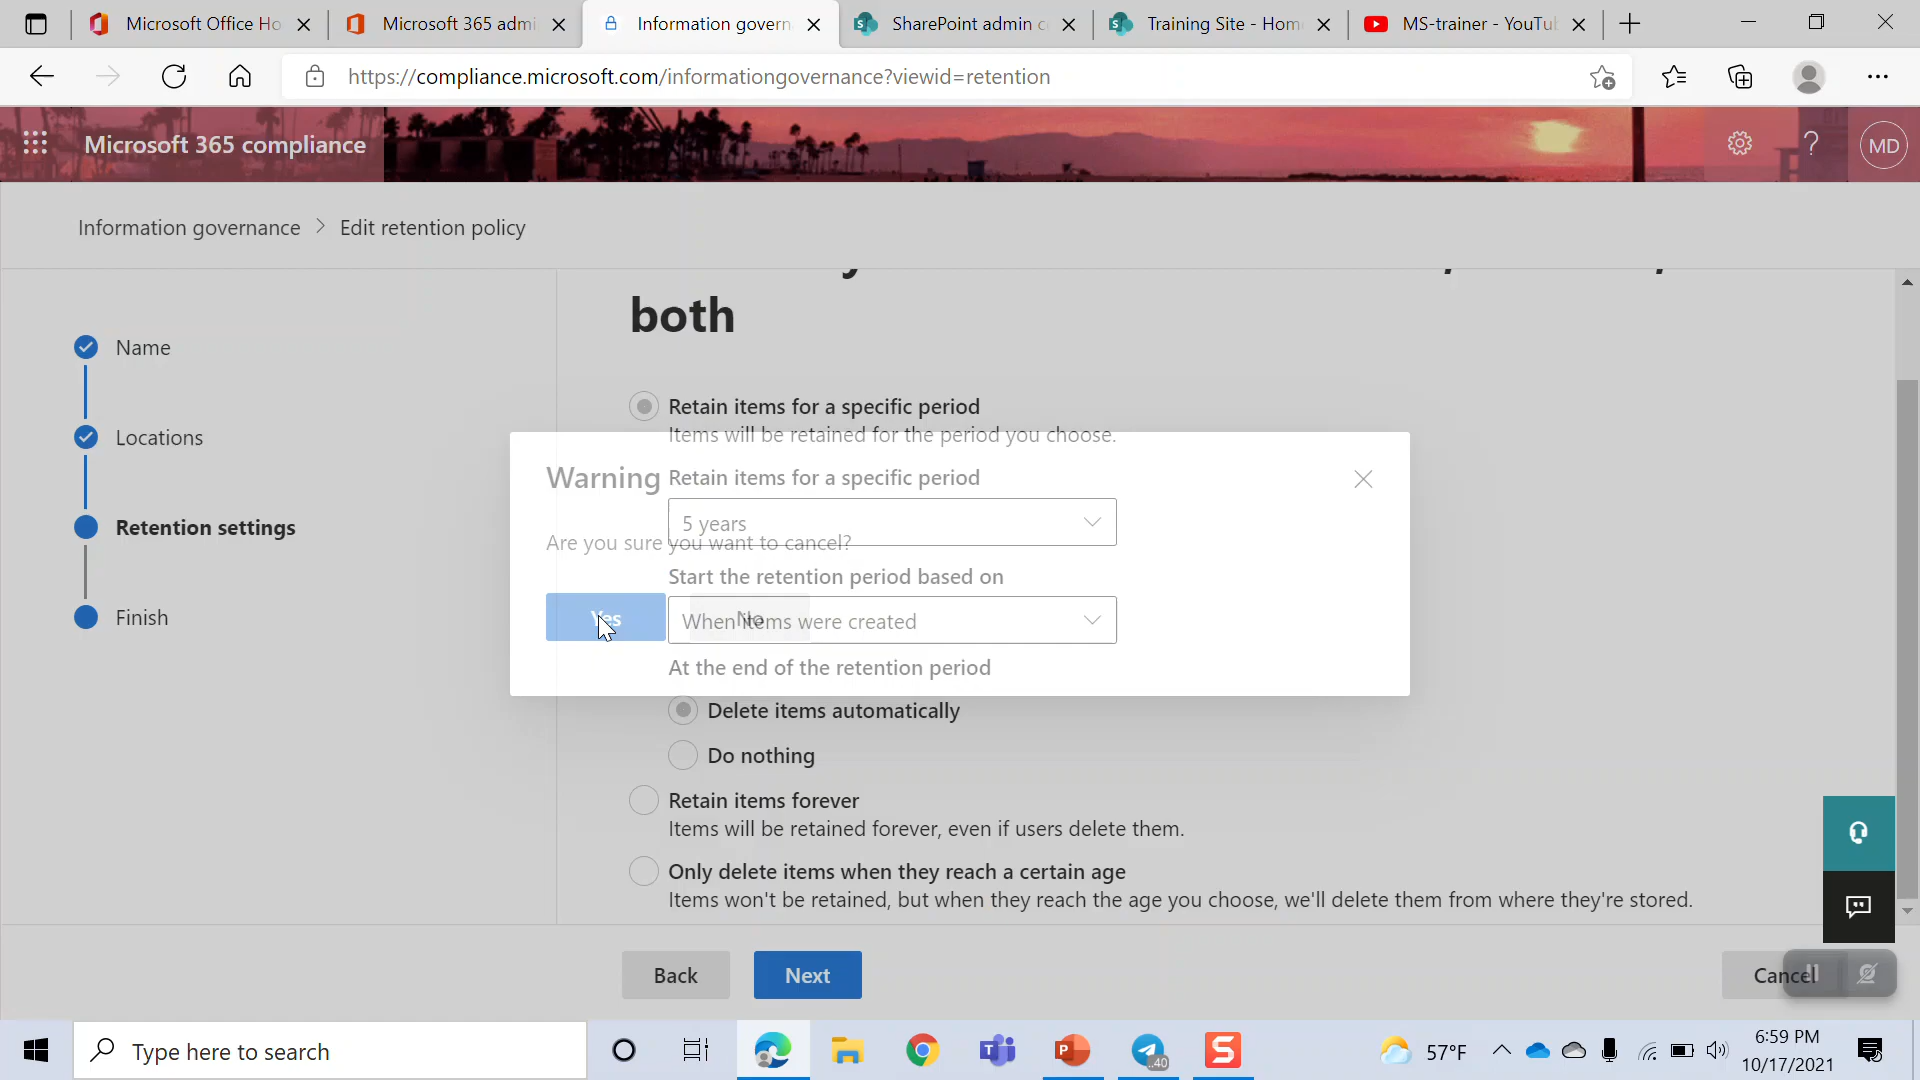 Microsoft Office Ho
Microsoft 365 admi
Information govern
SharePoint admin c
Training Site - Hom
MS-trainer - YouTu
https://compliance.microsoft.com/informationgovernance?viewid=retention
Microsoft 365 compliance
MD
Information governance > Edit retention policy
both
Name
Locations
Retention settings
Finish
Retain items for a specific period
Items will be retained for the period you choose.
Warning
Retain items for a specific period
5 years
Are you sure you want to cancel?
Start the retention period based on
Yes
No
When items were created
At the end of the retention period
Delete items automatically
Do nothing
Retain items forever
Items will be retained forever, even if users delete them.
Only delete items when they reach a certain age
Items won't be retained, but when they reach the age you choose, we'll delete them from where they're stored.
Back
Next
Cancel
Type here to search
..40
57°F
6:59 PM
10/17/2021